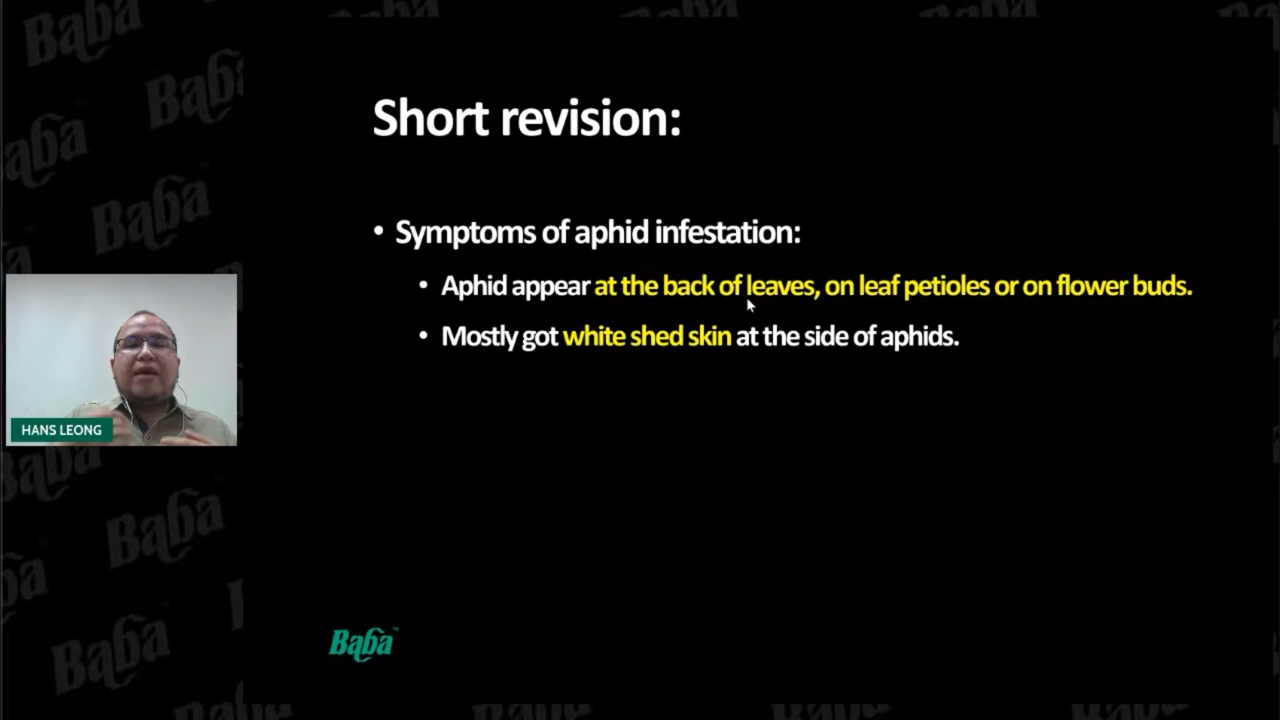 Short revision:
• Symptoms of aphid infestation:
• Aphid appear at the back of leaves, on leaf petioles or on flower buds.
• Mostly got white shed skin at the side of aphids.
HANS LEONG
Baba™